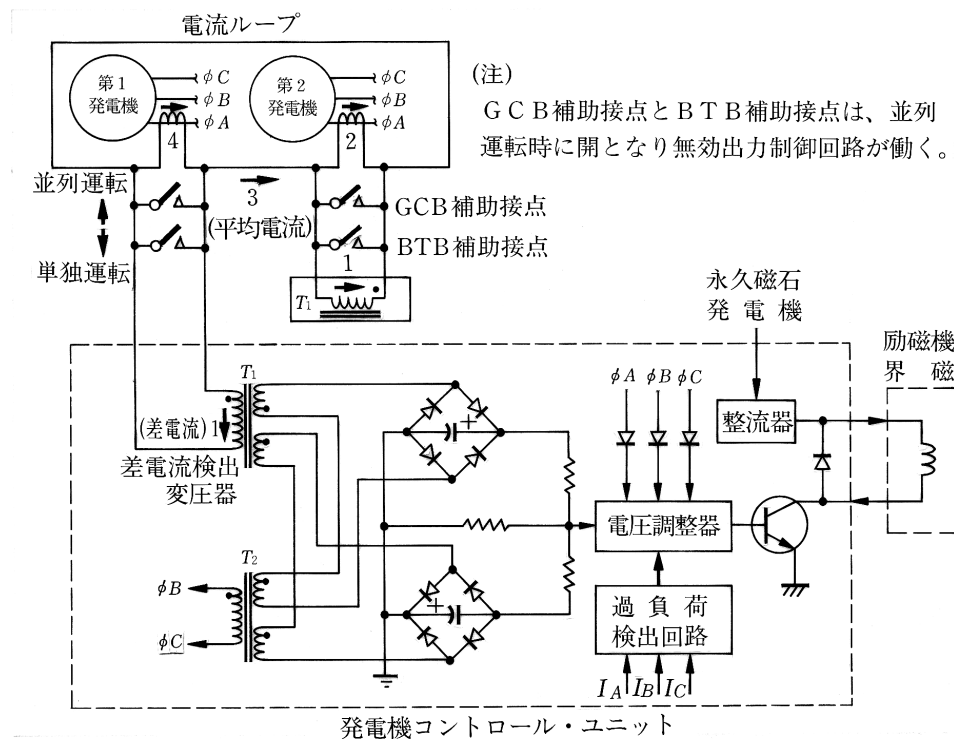 電流ループ
第1
発電機
φC
φB
φA
4
第2
発電機
φC
φB
φA
2
(注)
GCB補助接点とBTB補助接点は、並列
運転時に開となり無効出力制御回路が働く。
並列運転
単独運転
3
(平均電流)
GCB補助接点
BTB補助接点
1
T1
永久磁石
発電機
励磁機
界磁
φA φB φC
整流器
T1
(差電流)1
差電流検出
変圧器
+
電圧調整器
T2
φB
φC
+
過負荷
検出回路
IA IB IC
発電機コントロール・ユニット